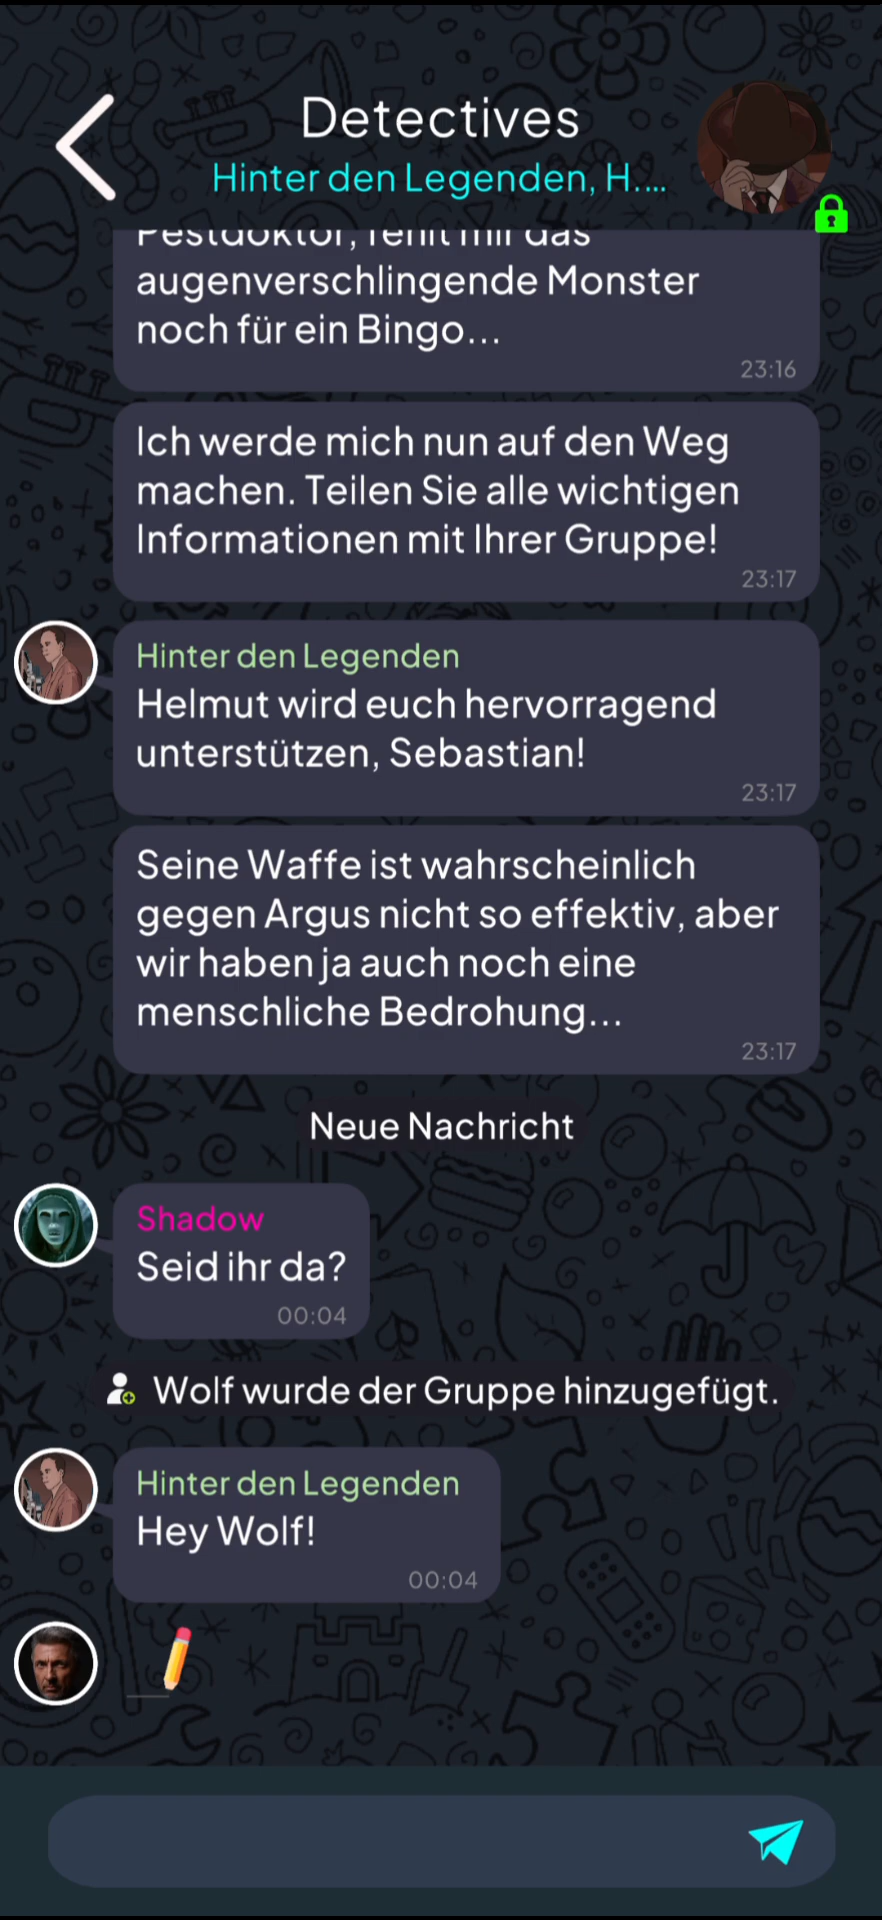 Detectives
Hinter den Legenden, H....
Pestdoktor, fehlt mir das
augenverschlingende Monster
noch für ein Bingo...
23:16
Ich werde mich nun auf den Weg
machen. Teilen Sie alle wichtigen
Informationen mit Ihrer Gruppe!
23:17
Hinter den Legenden
Helmut wird euch hervorragend
unterstützen, Sebastian!
23:17
Seine Waffe ist wahrscheinlich
gegen Argus nicht so effektiv, aber
wir haben ja auch noch eine
menschliche Bedrohung...
23:17
Neue Nachricht
Shadow
Seid ihr da?
00:04
Wolf wurde der Gruppe hinzugefügt.
Hinter den Legenden
Hey Wolf!
00:04